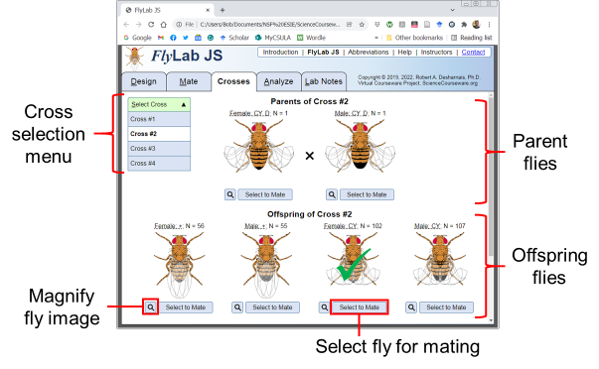 FlyLab JS
File | C:/Users/Bob/Documents/NSF%20ESIE/ScienceCoursew...
Google
MyCSULA
Scholar
Other bookmarks
Reading list
FlyLab JS
Introduction | FlyLab JS | Abbreviations | Help | Instructors | Contact
Design
Mate
Crosses
Analyze
Lab Notes
Copyright © 2019, 2022, Robert A. Desharnais, Ph.D.
Virtual Courseware Project, ScienceCourseware.org
Select Cross ▲
Cross #1
Cross #2
Cross #3
Cross #4
Cross
selection
menu
Parents of Cross #2
Female: CY D; N = 1
Male: CY D; N = 1
×
Select to Mate
Select to Mate
Parent
flies
Offspring of Cross #2
Female: +; N = 56
Male: +; N = 55
Female: CY; N = 102
Male: CY; N = 107
Select to Mate
Select to Mate
Select to Mate
Select to Mate
Offspring
flies
Magnify
fly image
Select fly for mating